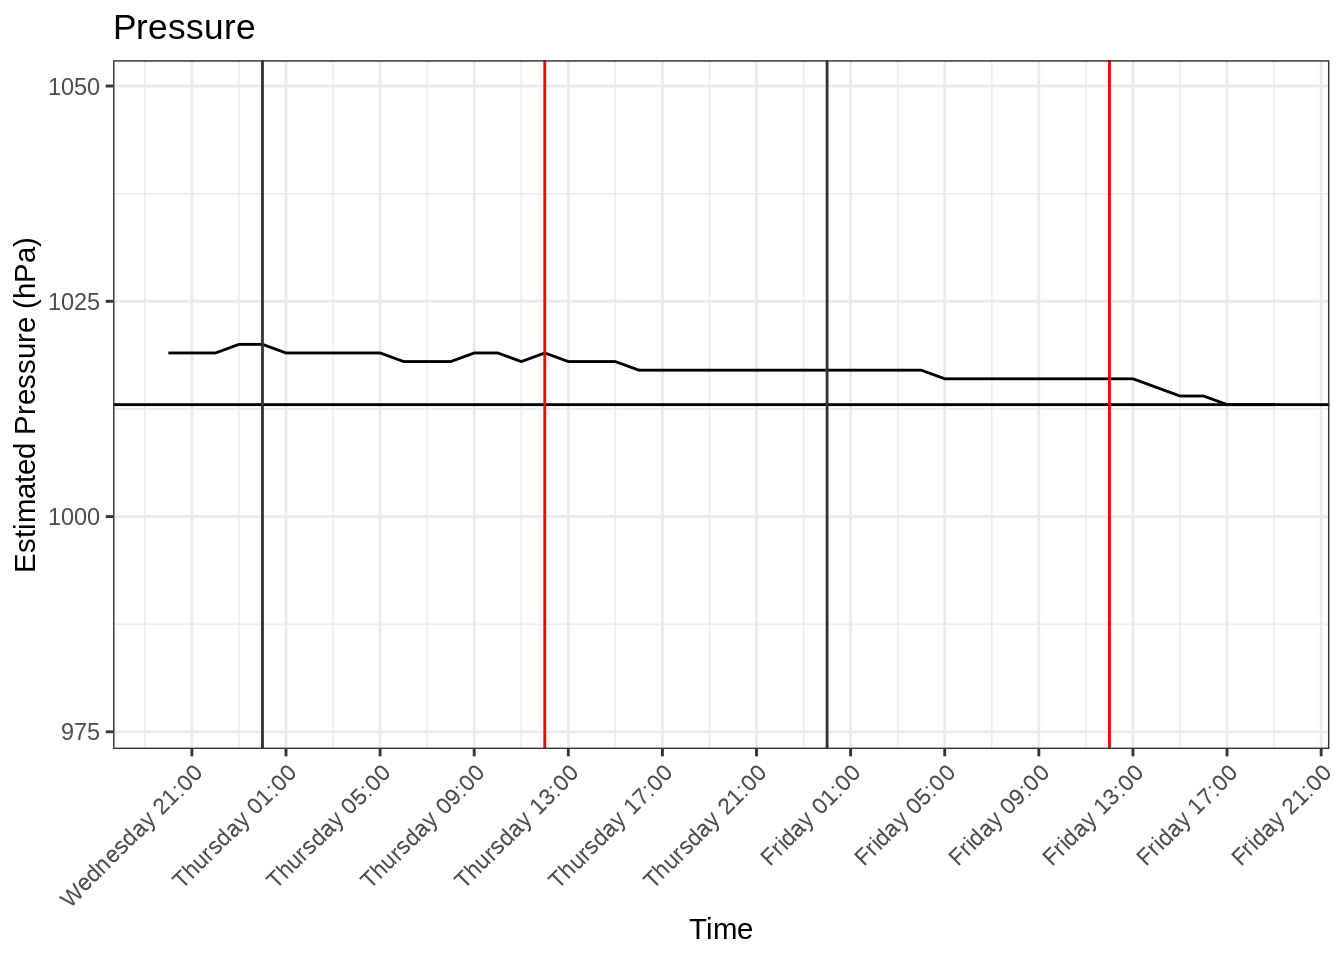 Pressure
Estimated Pressure (hPa)
1050
1025
1000
975
Wednesday 21:00
Thursday 01:00
Thursday 05:00
Thursday 09:00
Thursday 13:00
Thursday 17:00
Thursday 21:00
Friday 01:00
Friday 05:00
Friday 09:00
Friday 13:00
Friday 17:00
Friday 21:00
Time